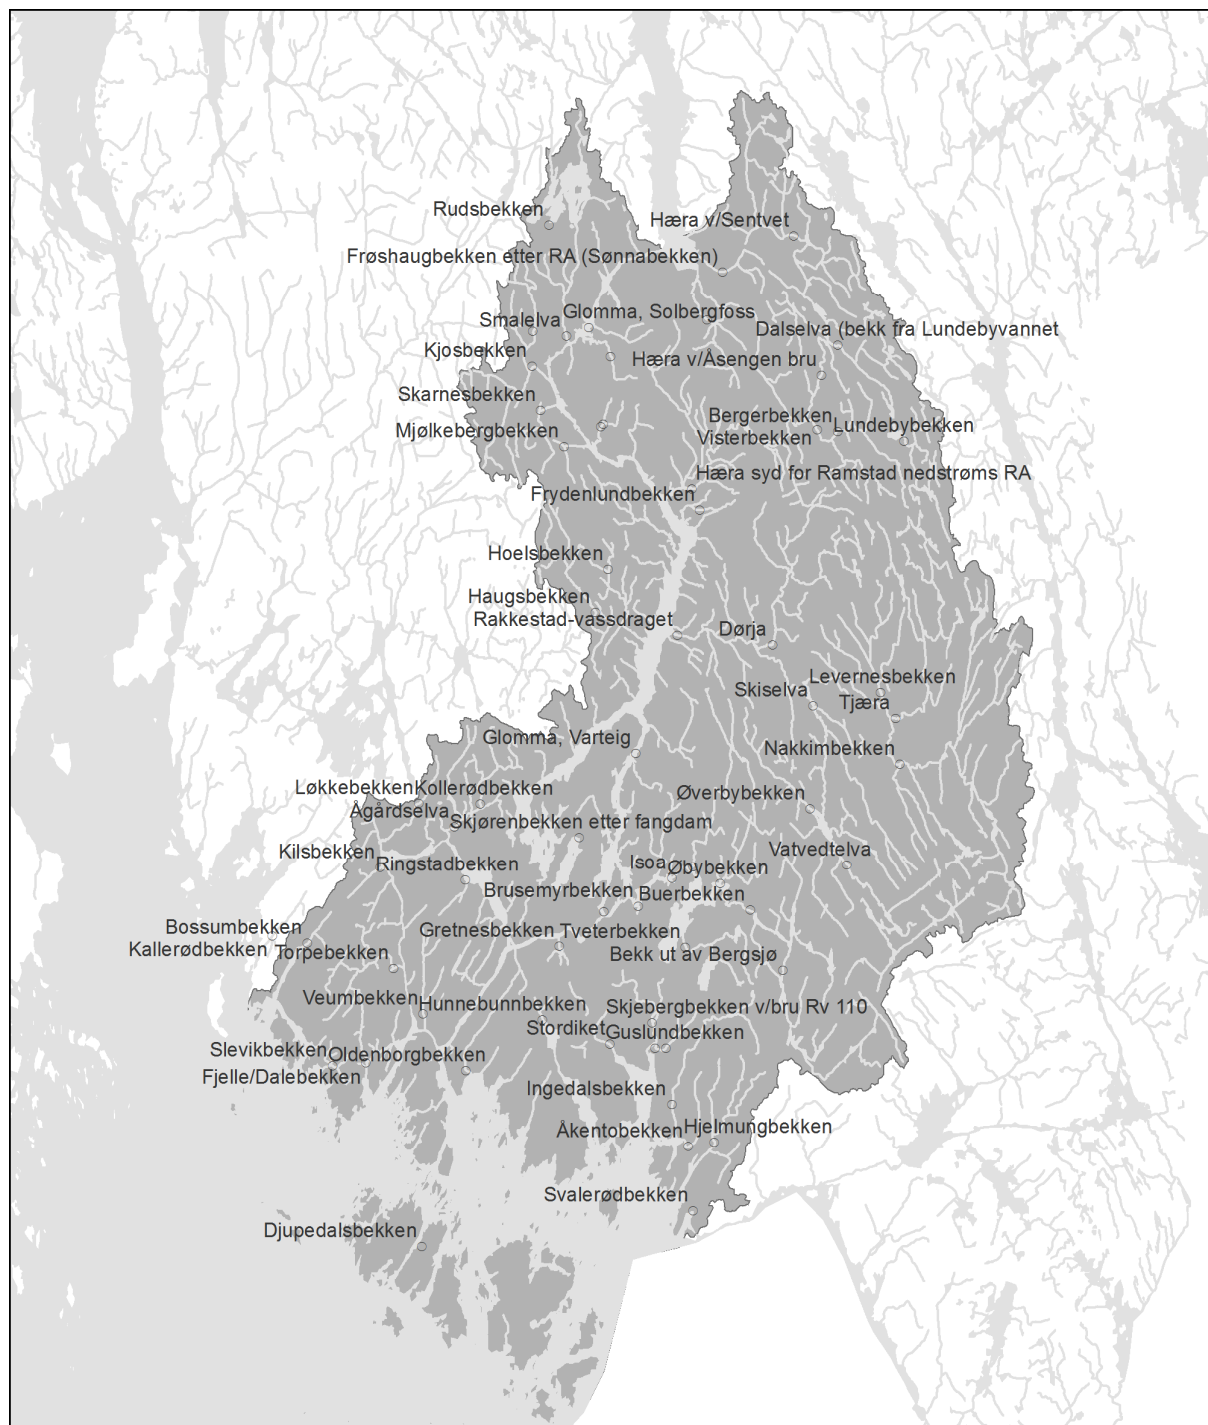 Rudsbekken
Hæra v/Sentvet
Frøshaugbekken etter RA (Sønnabekken)
Glomma, Solbergfoss
Smalelva
Dalselva (bekk fra Lundebyvannet
Kjosbekken
Hæra v/Åsengen bru
Skarnesbekken
Bergerbekken
Lundebybekken
Mjølkebergbekken
Visterbekken
Hæra syd for Ramstad nedstrøms RA
Frydenlundbekken
Hoelsbekken
Haugsbekken
Rakkestad-vassdraget
Dørja
Levernesbekken
Skiselva
Tjæra
Glomma, Varteig
Nakkimbekken
Løkkebekken
Kollerødbekken
Øverbybekken
Ågårdselva
Skjørenbekken etter fangdam
Kilsbekken
Vatvedtelva
Ringstadbekken
Isoa
Øbybekken
Brusemyrbekken
Buerbekken
Bossumbekken
Gretnesbekken
Tveterbekken
Kallerødbekken
Torpebekken
Bekk ut av Bergsjø
Veumbekken
Hunnebunnbekken
Skjebergbekken v/bru Rv 110
Stordiket
Guslundbekken
Slevikbekken
Oldenborgbekken
Fjelle/Dalebekken
Ingedalsbekken
Åkentobekken
Hjelmungbekken
Svalerødbekken
Djupedalsbekken